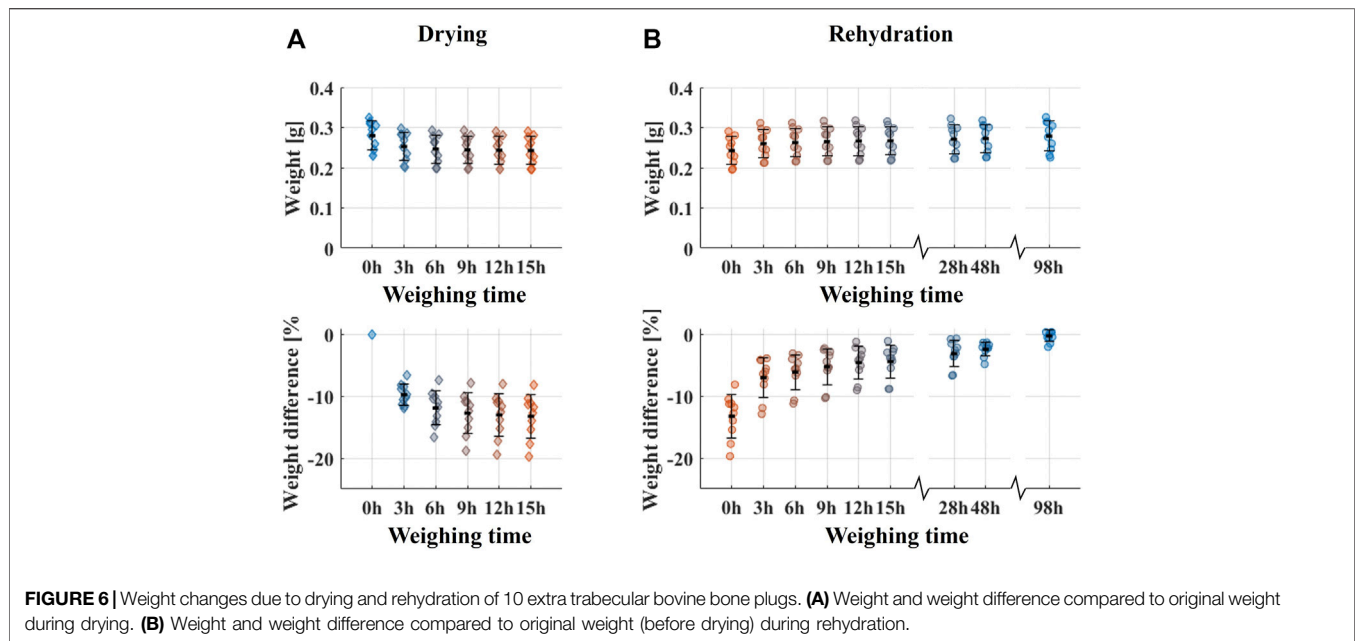 A Drying
0.4
0.3
0.2
0.1
0
Weight [g]
0h 3h 6h 9h 12h 15h
Weighing time
0
-10
-20
Weight difference [%
0h 3h 6h 9h 12h 15h
Weighing time
B Rehydration
0.4
0.3
0.2
0.1
0
Weight [g]
0h 3h 6h 9h 12h 15h 28h 48h 98h
Weighing time
0
-10
-20
Weight difference [%]
0h 3h 6h 9h 12h 15h 28h 48h 98h
Weighing time
FIGURE 6 | Weight changes due to drying and rehydration of 10 extra trabecular bovine bone plugs. (A) Weight and weight difference compared to original weight
during drying. (B) Weight and weight difference compared to original weight (before drying) during rehydration.